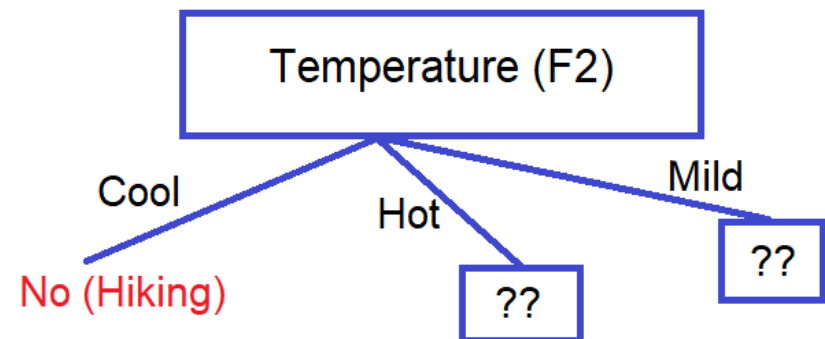 Temperature (F2)
Cool
Hot
Mild
No (Hiking)
??
??